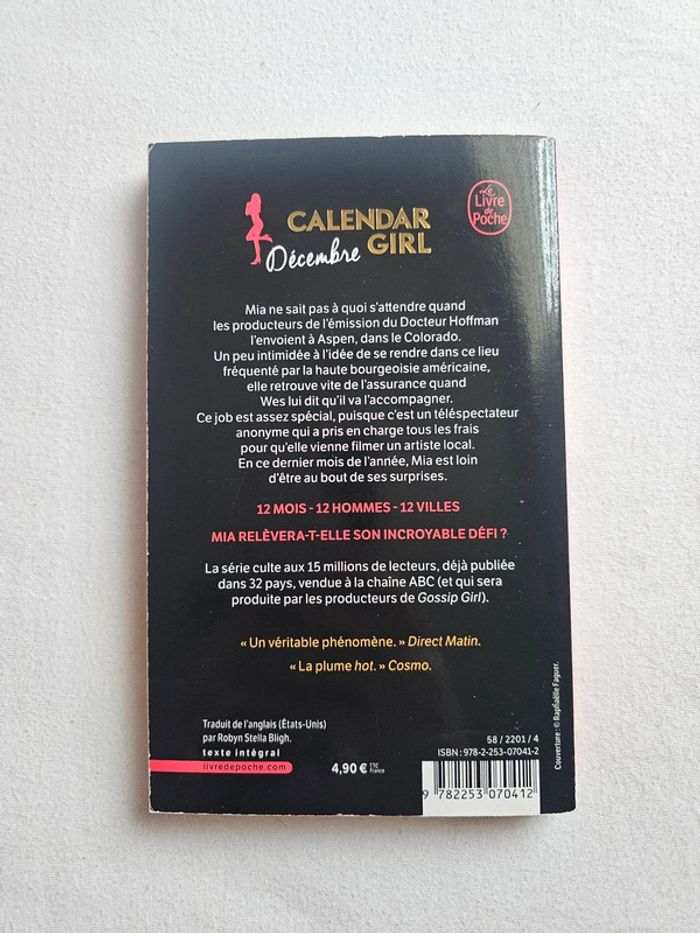 Le
Livre
de
Poche
CALENDAR
GIRL
Décembre
Mia ne sait pas à quoi s'attendre quand
les producteurs de l'émission du Docteur Hoffman
l'envoient à Aspen, dans le Colorado.
Un peu intimidée à l'idée de se rendre dans ce lieu
fréquenté par la haute bourgeoisie américaine,
elle retrouve vite de l'assurance quand
Wes lui dit qu'il va l'accompagner.
Ce job est assez spécial, puisque c'est un téléspectateur
anonyme qui a pris en charge tous les frais
pour qu'elle vienne filmer un artiste local.
En ce dernier mois de l'année, Mia est loin
d'être au bout de ses surprises.
12 MOIS - 12 HOMMES - 12 VILLES
MIA RELÈVERA-T-ELLE SON INCROYABLE DÉFI ?
La série culte aux 15 millions de lecteurs, déjà publiée
dans 32 pays, vendue à la chaîne ABC (et qui sera
produite par les producteurs de Gossip Girl).
« Un véritable phénomène. » Direct Matin.
« La plume hot. » Cosmo.
Traduit de l'anglais (États-Unis)
par Robyn Stella Bligh.
texte intégral
livredepoche.com
4,90 € TTC
France
58 / 2201 / 4
ISBN : 978-2-253-07041-2
9 782253 070412
Couverture : © Raphaëlle Faguer.